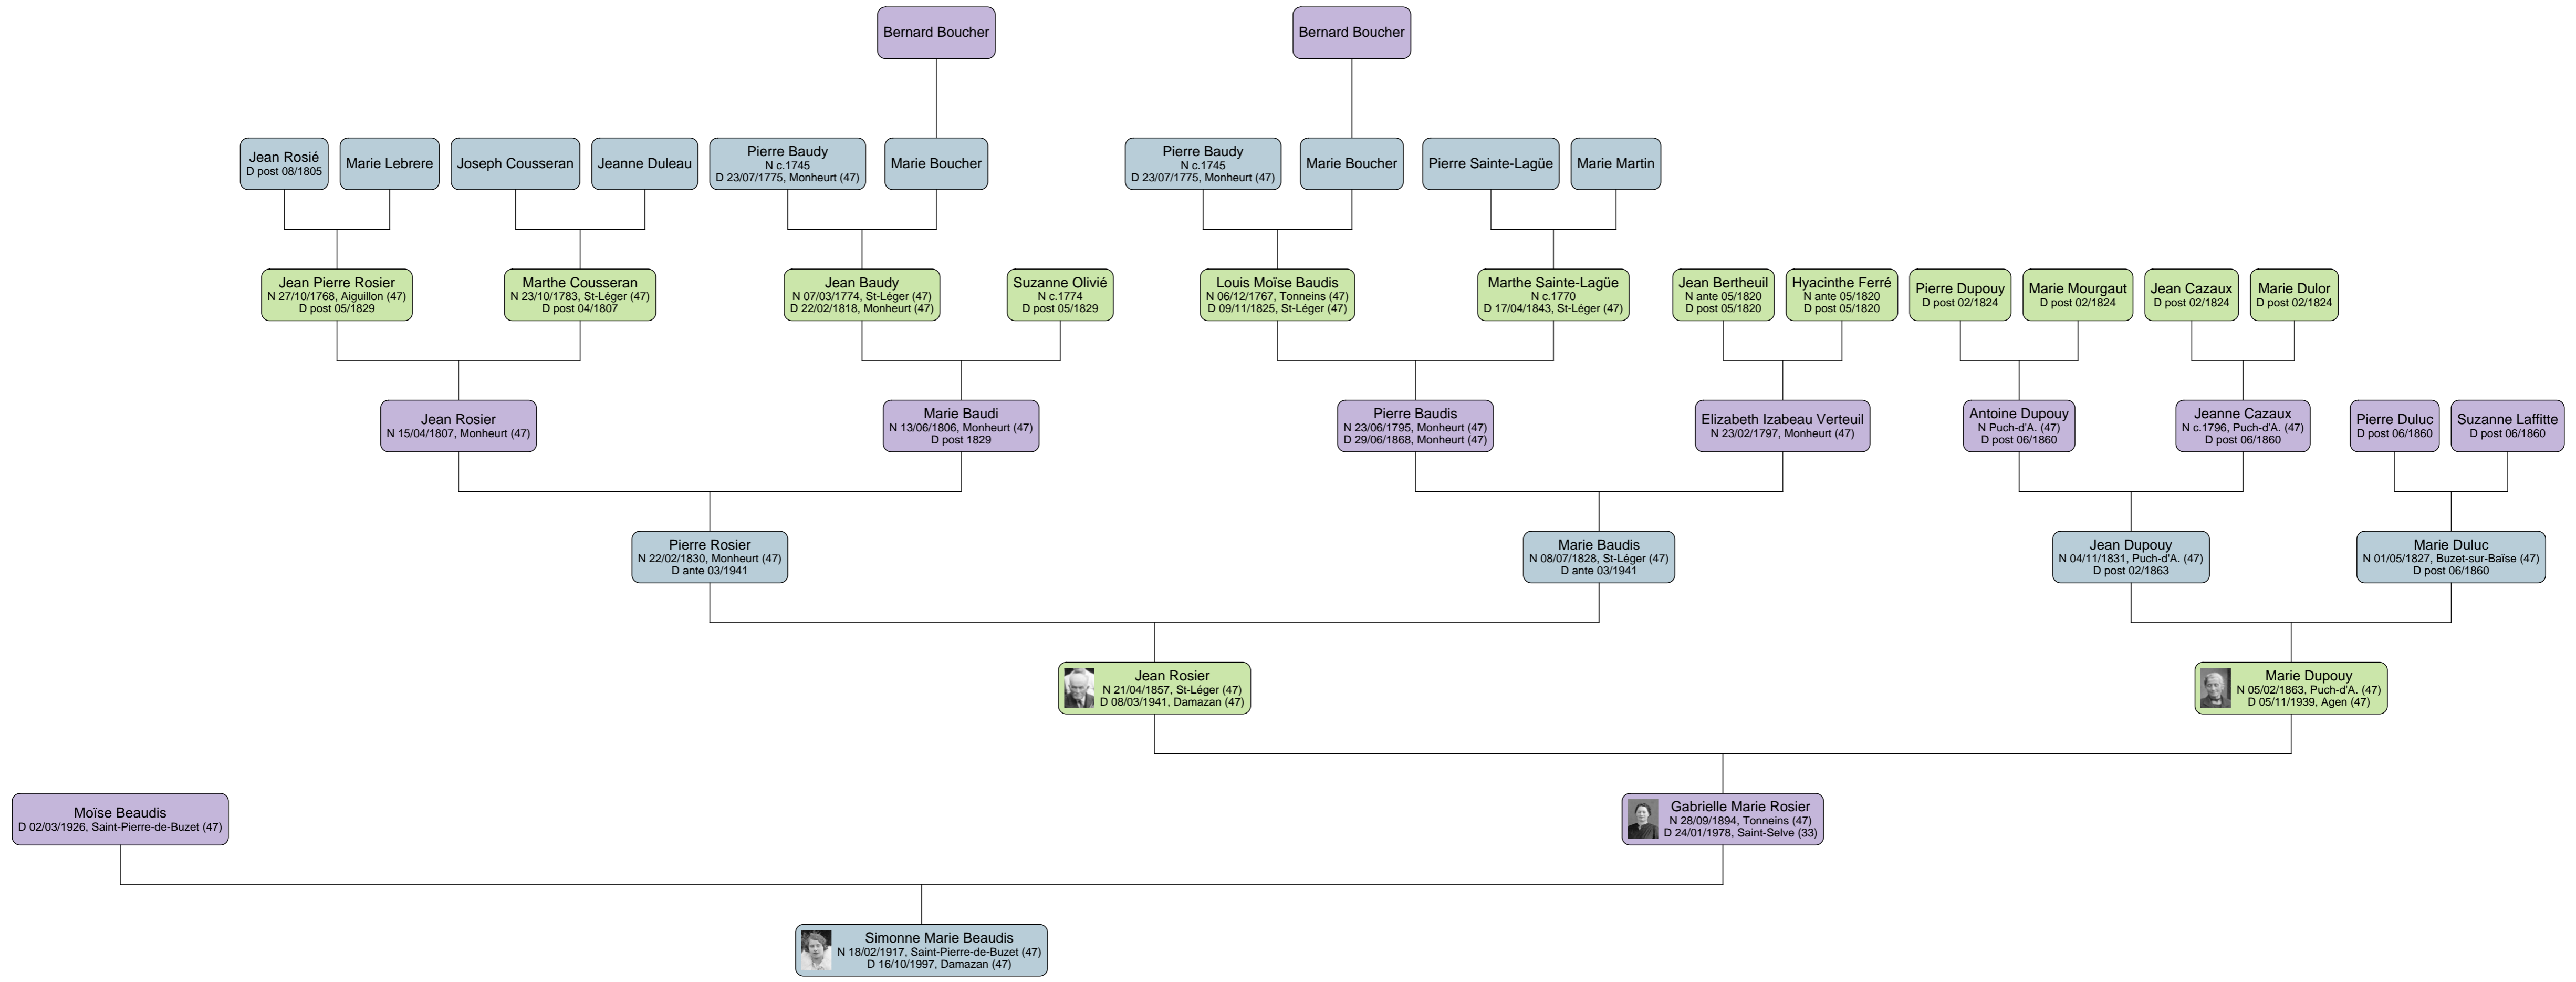 Bernard Boucher
Bernard Boucher
Jean Rosié
D post 08/1805
Marie Lebrere
Joseph Cousseran
Jeanne Duleau
Pierre Baudy
N c.1745
D 23/07/1775, Monheurt (47)
Marie Boucher
Pierre Baudy
N c.1745
D 23/07/1775, Monheurt (47)
Marie Boucher
Pierre Sainte-Lagüe
Marie Martin
Jean Pierre Rosier
N 27/10/1768, Aiguillon (47)
D post 05/1829
Marthe Cousseran
N 23/10/1783, St-Léger (47)
D post 04/1807
Jean Baudy
N 07/03/1774, St-Léger (47)
D 22/02/1818, Monheurt (47)
Suzanne Olivié
N c.1774
D post 05/1829
Louis Moïse Baudis
N 06/12/1767, Tonneins (47)
D 09/11/1825, St-Léger (47)
Marthe Sainte-Lagüe
N c.1770
D 17/04/1843, St-Léger (47)
Jean Bertheuil
N ante 05/1820
D post 05/1820
Hyacinthe Ferré
N ante 05/1820
D post 05/1820
Pierre Dupouy
D post 02/1824
Marie Mourgaut
D post 02/1824
Jean Cazaux
D post 02/1824
Marie Dulor
D post 02/1824
Jean Rosier
N 15/04/1807, Monheurt (47)
Marie Baudi
N 13/06/1806, Monheurt (47)
D post 1829
Pierre Baudis
N 23/06/1795, Monheurt (47)
D 29/06/1868, Monheurt (47)
Elizabeth Izabeau Verteuil
N 23/02/1797, Monheurt (47)
Antoine Dupouy
N Puch-d'A. (47)
D post 06/1860
Jeanne Cazaux
N c.1796, Puch-d'A. (47)
D post 06/1860
Pierre Duluc
D post 06/1860
Suzanne Laffitte
D post 06/1860
Pierre Rosier
N 22/02/1830, Monheurt (47)
D ante 03/1941
Marie Baudis
N 08/07/1828, St-Léger (47)
D ante 03/1941
Jean Dupouy
N 04/11/1831, Puch-d'A. (47)
D post 02/1863
Marie Duluc
N 01/05/1827, Buzet-sur-Baïse (47)
D post 06/1860
Jean Rosier
N 21/04/1857, St-Léger (47)
D 08/03/1941, Damazan (47)
Marie Dupouy
N 05/02/1863, Puch-d'A. (47)
D 05/11/1939, Agen (47)
Moïse Beaudis
D 02/03/1926, Saint-Pierre-de-Buzet (47)
Gabrielle Marie Rosier
N 28/09/1894, Tonneins (47)
D 24/01/1978, Saint-Selve (33)
Simonne Marie Beaudis
N 18/02/1917, Saint-Pierre-de-Buzet (47)
D 16/10/1997, Damazan (47)